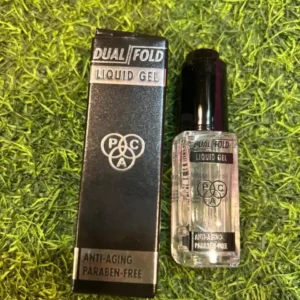 DUAL FOLD
LIQUID GEL
P C
A
ANTI-AGING
PARABEN-FREE
DUAL FOLD
LIQUID GEL
P C
A
ANTI-AGING
PARABEN-FREE